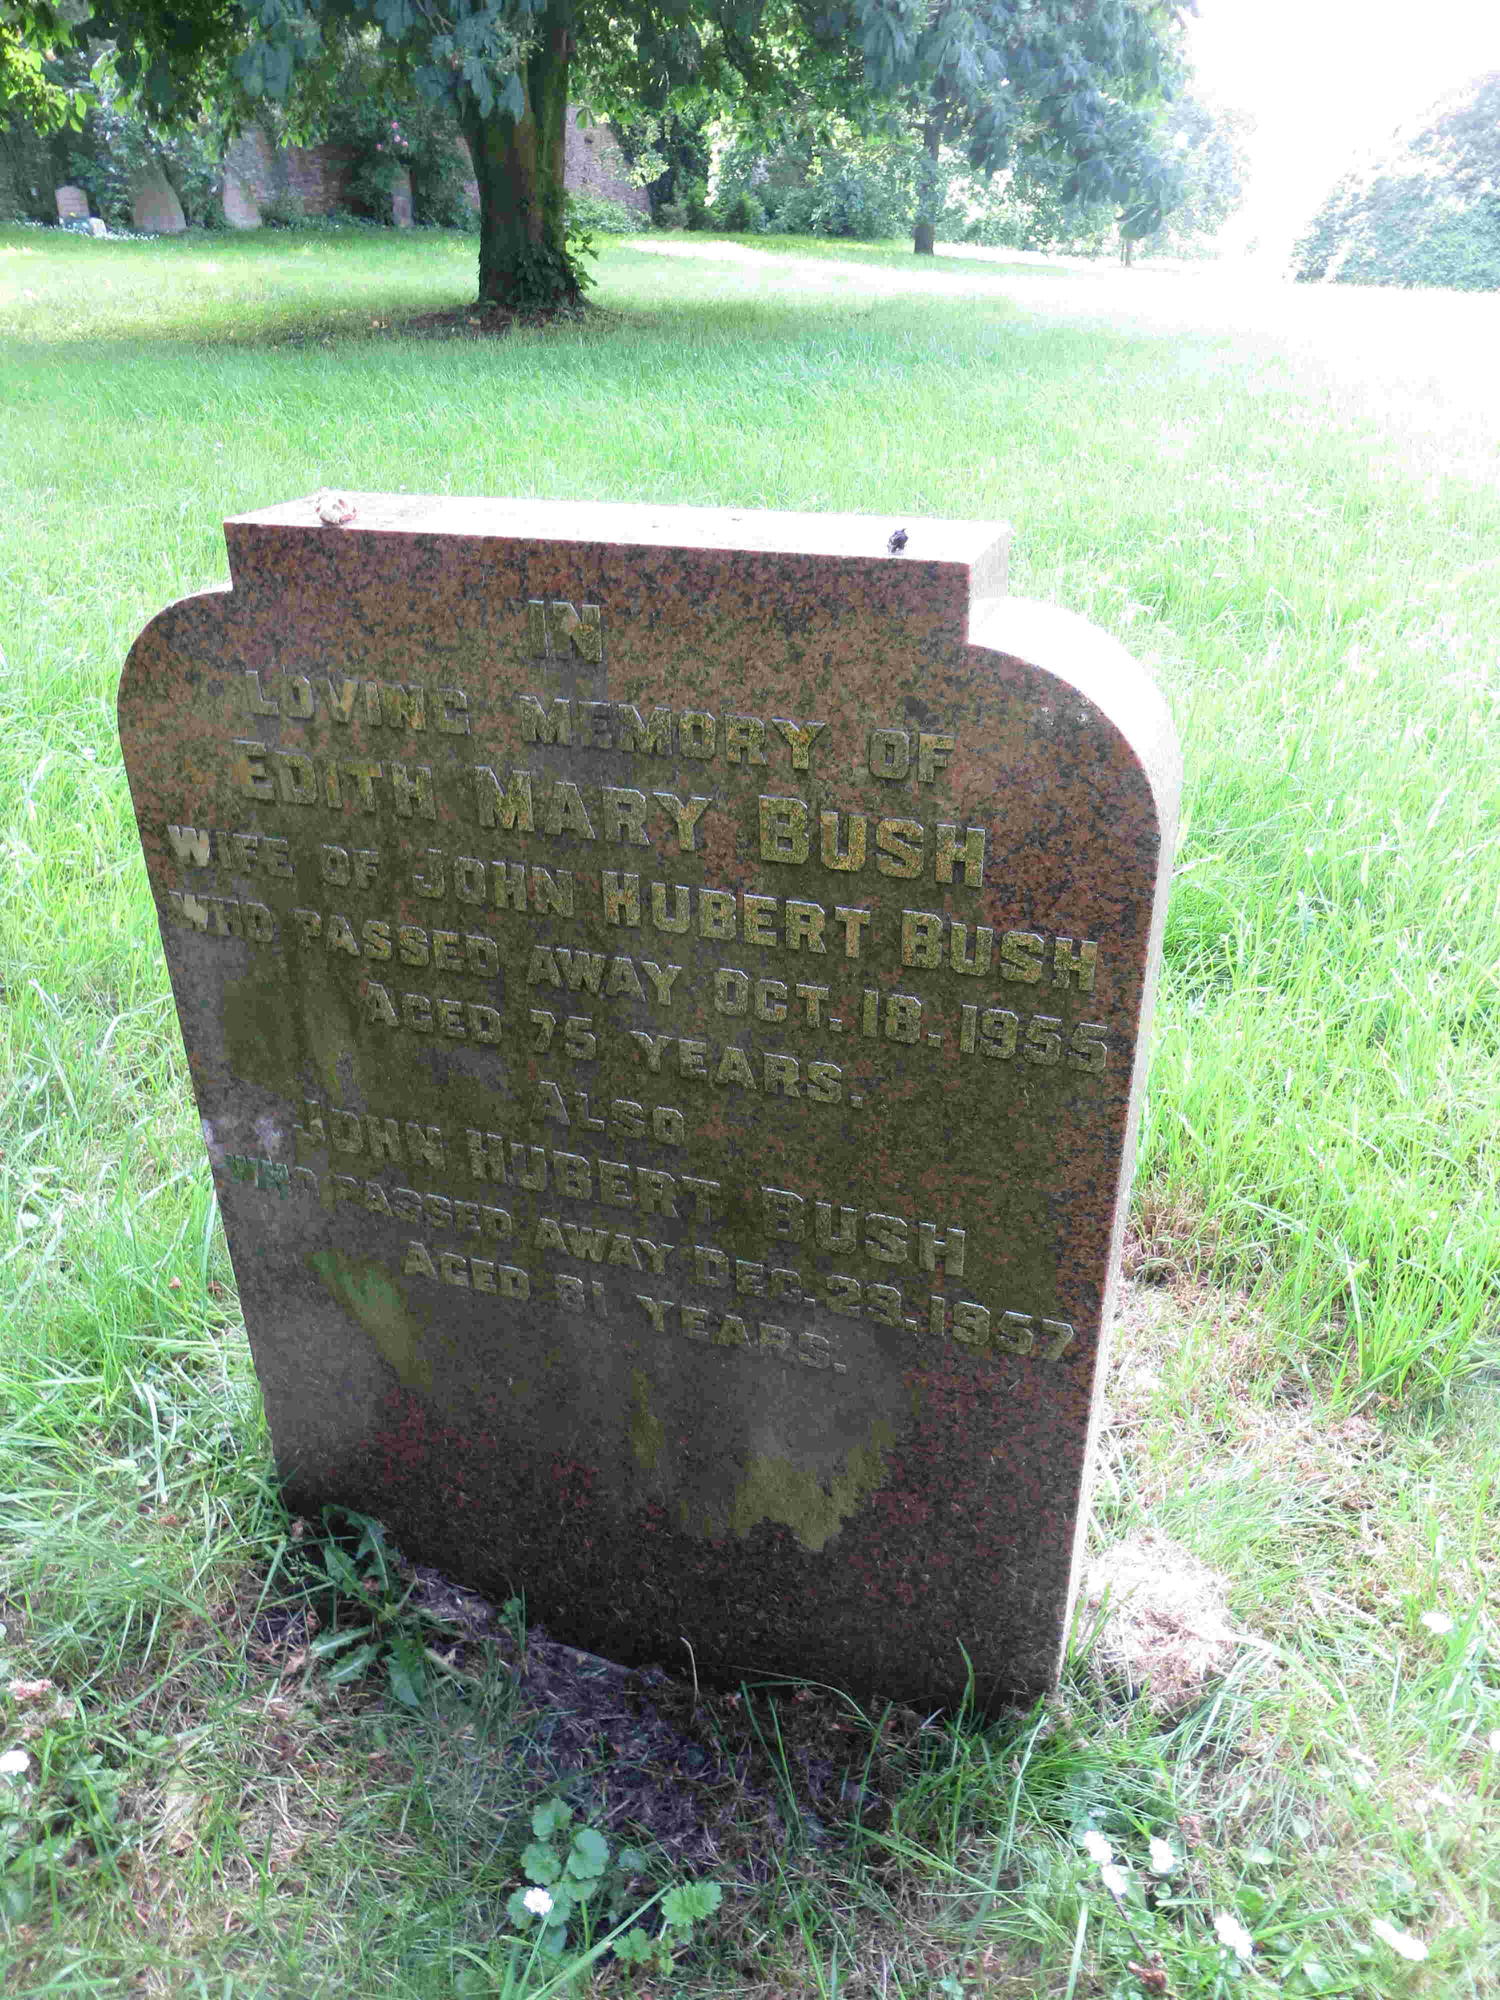 IN
LOVING MEMORY OF
EDITH MARY BUSH
WIFE OF JOHN HUBERT BUSH
WHO PASSED AWAY OCT. 18. 1955
AGED 75 YEARS.
ALSO
JOHN HUBERT BUSH
WHO PASSED AWAY DEC. 23. 1957
AGED 81 YEARS.